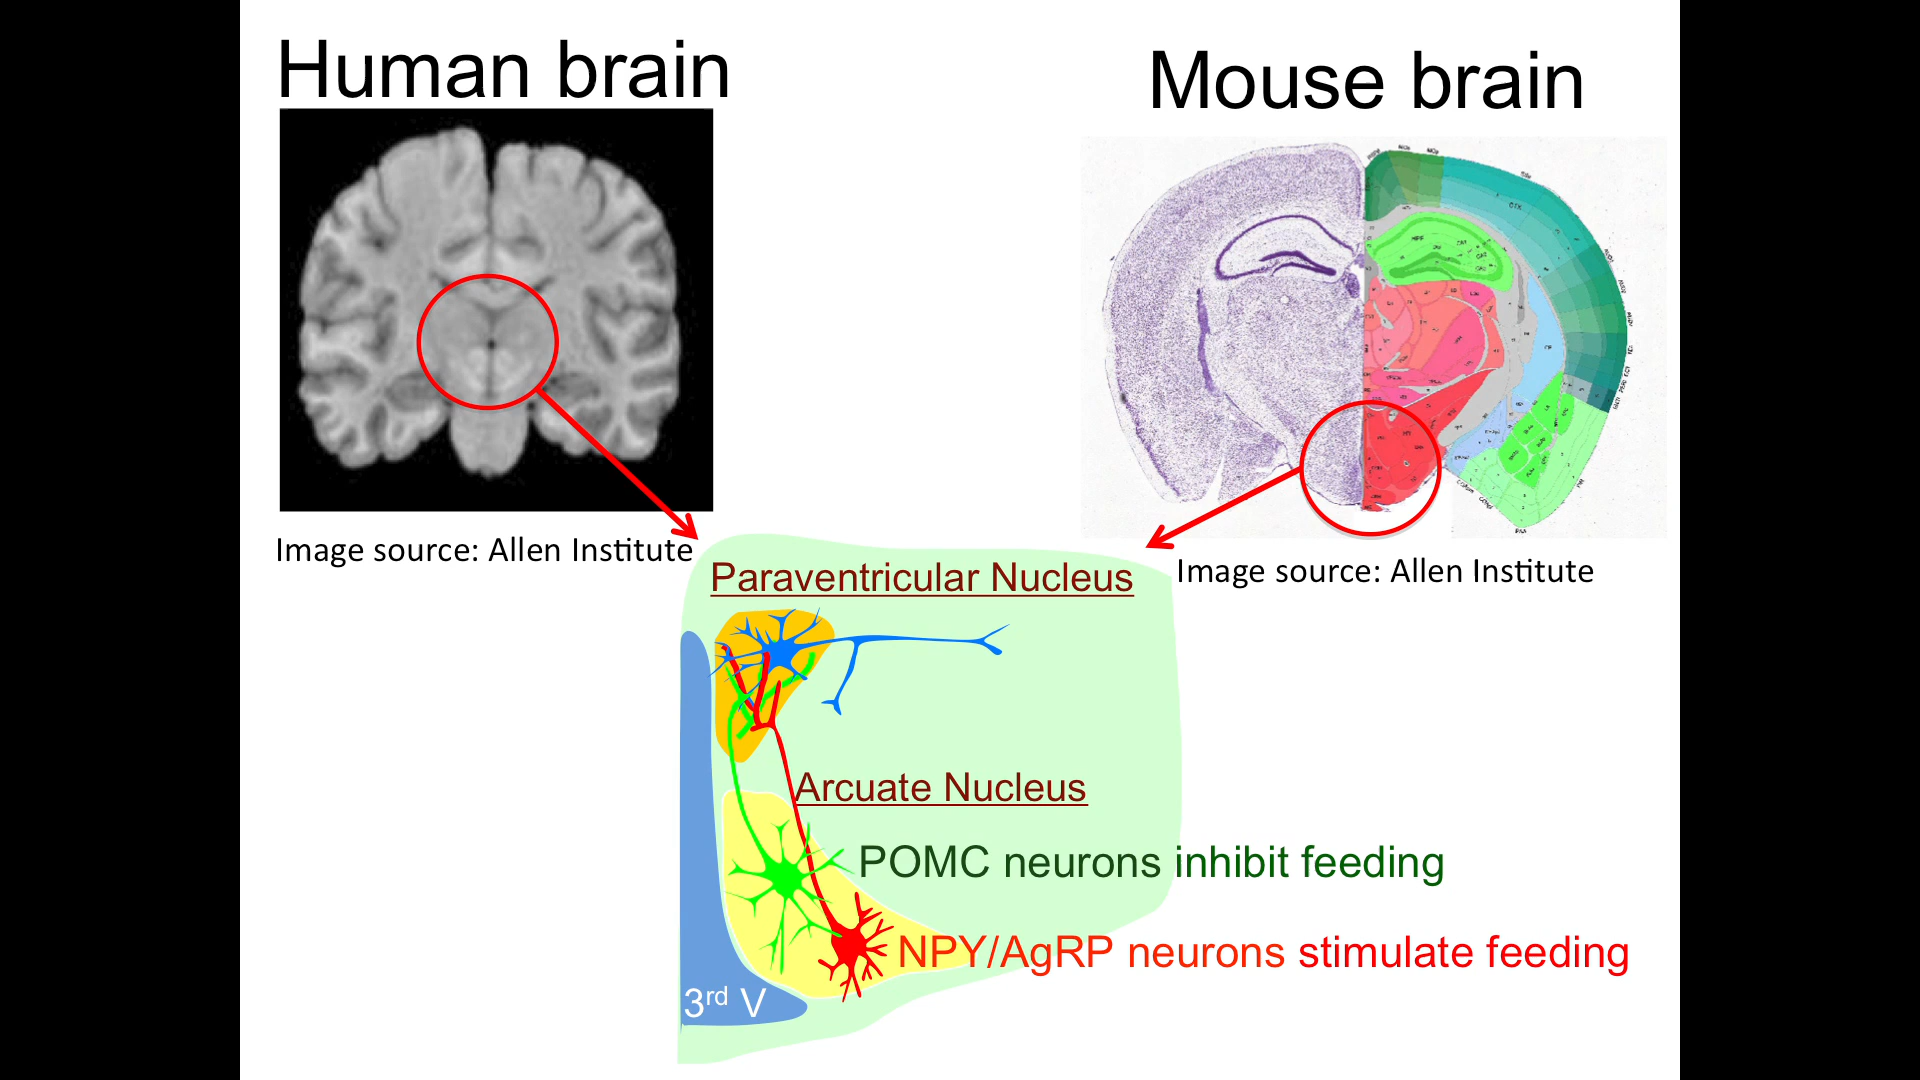 Human brain
Mouse brain
Image source: Allen Institute
Image source: Allen Institute
Paraventricular Nucleus
Arcuate Nucleus
POMC neurons inhibit feeding
NPY/AgRP neurons stimulate feeding
3rd V